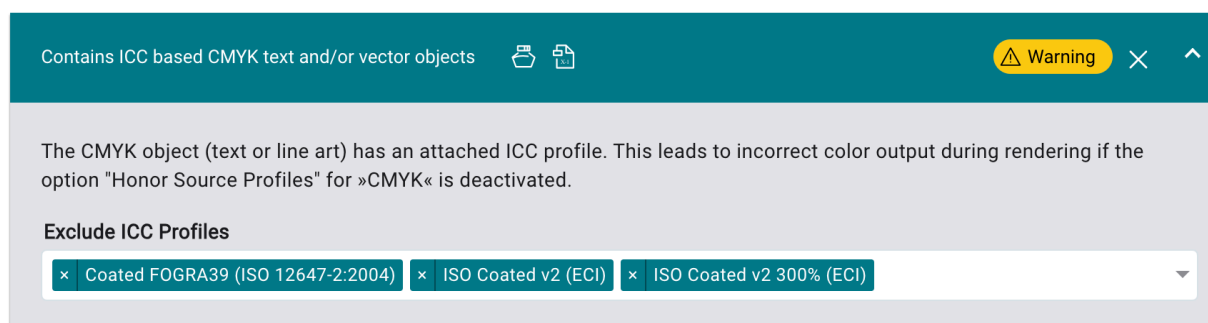 Contains ICC based CMYK text and/or vector objects
X-1
Warning
The CMYK object (text or line art) has an attached ICC profile. This leads to incorrect color output during rendering if the
option "Honor Source Profiles" for »CMYK« is deactivated.
Exclude ICC Profiles
× Coated FOGRA39 (ISO 12647-2:2004) × ISO Coated v2 (ECI) × ISO Coated v2 300% (ECI)